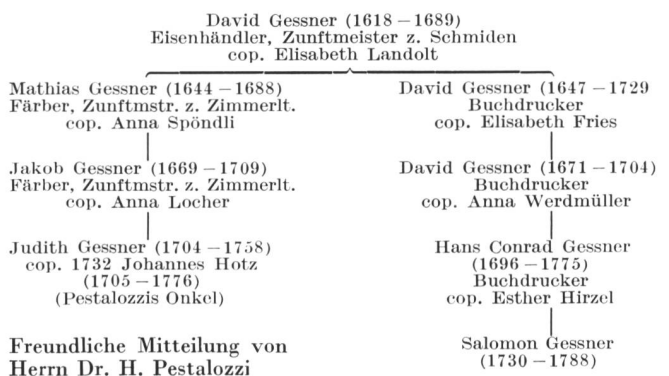 David Gessner (1618–1689)
Eisenhändler, Zunftmeister z. Schmiden
cop. Elisabeth Landolt
Mathias Gessner (1644–1688)
Färber, Zunftmstr. z. Zimmerlt.
cop. Anna Spöndli
Jakob Gessner (1669–1709)
Färber, Zunftmstr. z. Zimmerlt.
cop. Anna Locher
Judith Gessner (1704–1758)
cop. 1732 Johannes Hotz
(1705–1776)
(Pestalozzis Onkel)
David Gessner (1647–1729
Buchdrucker
cop. Elisabeth Fries
David Gessner (1671–1704)
Buchdrucker
cop. Anna Werdmüller
Hans Conrad Gessner
(1696–1775)
Buchdrucker
cop. Esther Hirzel
Salomon Gessner
(1730–1788)
Freundliche Mitteilung von
Herrn Dr. H. Pestalozzi